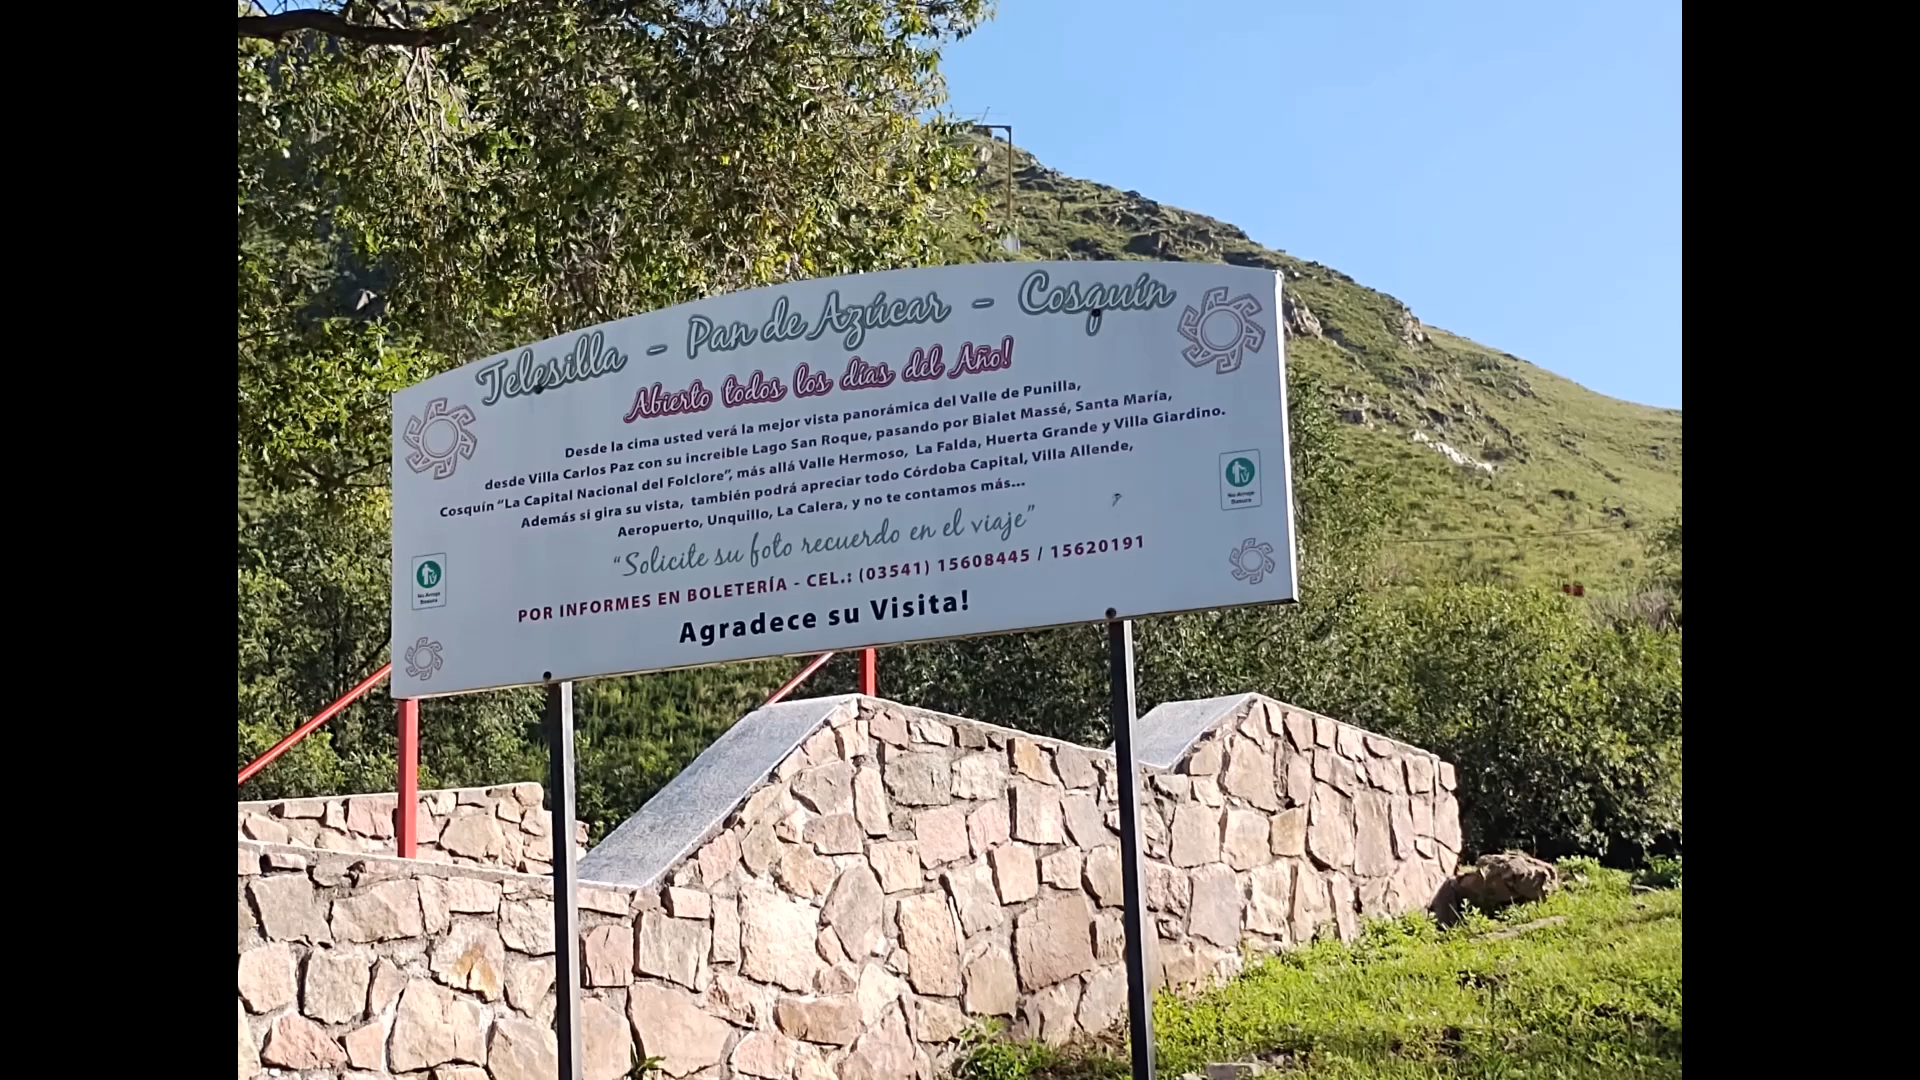 Telesilla - Pan de Azúcar - Cosquín
Abierto todos los días del Año!
Desde la cima usted verá la mejor vista panorámica del Valle de Punilla,
desde Villa Carlos Paz con su increible Lago San Roque, pasando por Bialet Massé, Santa María,
Cosquín "La Capital Nacional del Folclore", más allá Valle Hermoso, La Falda, Huerta Grande y Villa Giardino.
Además si gira su vista, también podrá apreciar todo Córdoba Capital, Villa Allende,
Aeropuerto, Unquillo, La Calera, y no te contamos más...
"Solicite su foto recuerdo en el viaje"
POR INFORMES EN BOLETERÍA - CEL.: (03541) 15608445 / 15620191
Agradece su Visita!
No Arroje
Basura
No Arroje
Basura